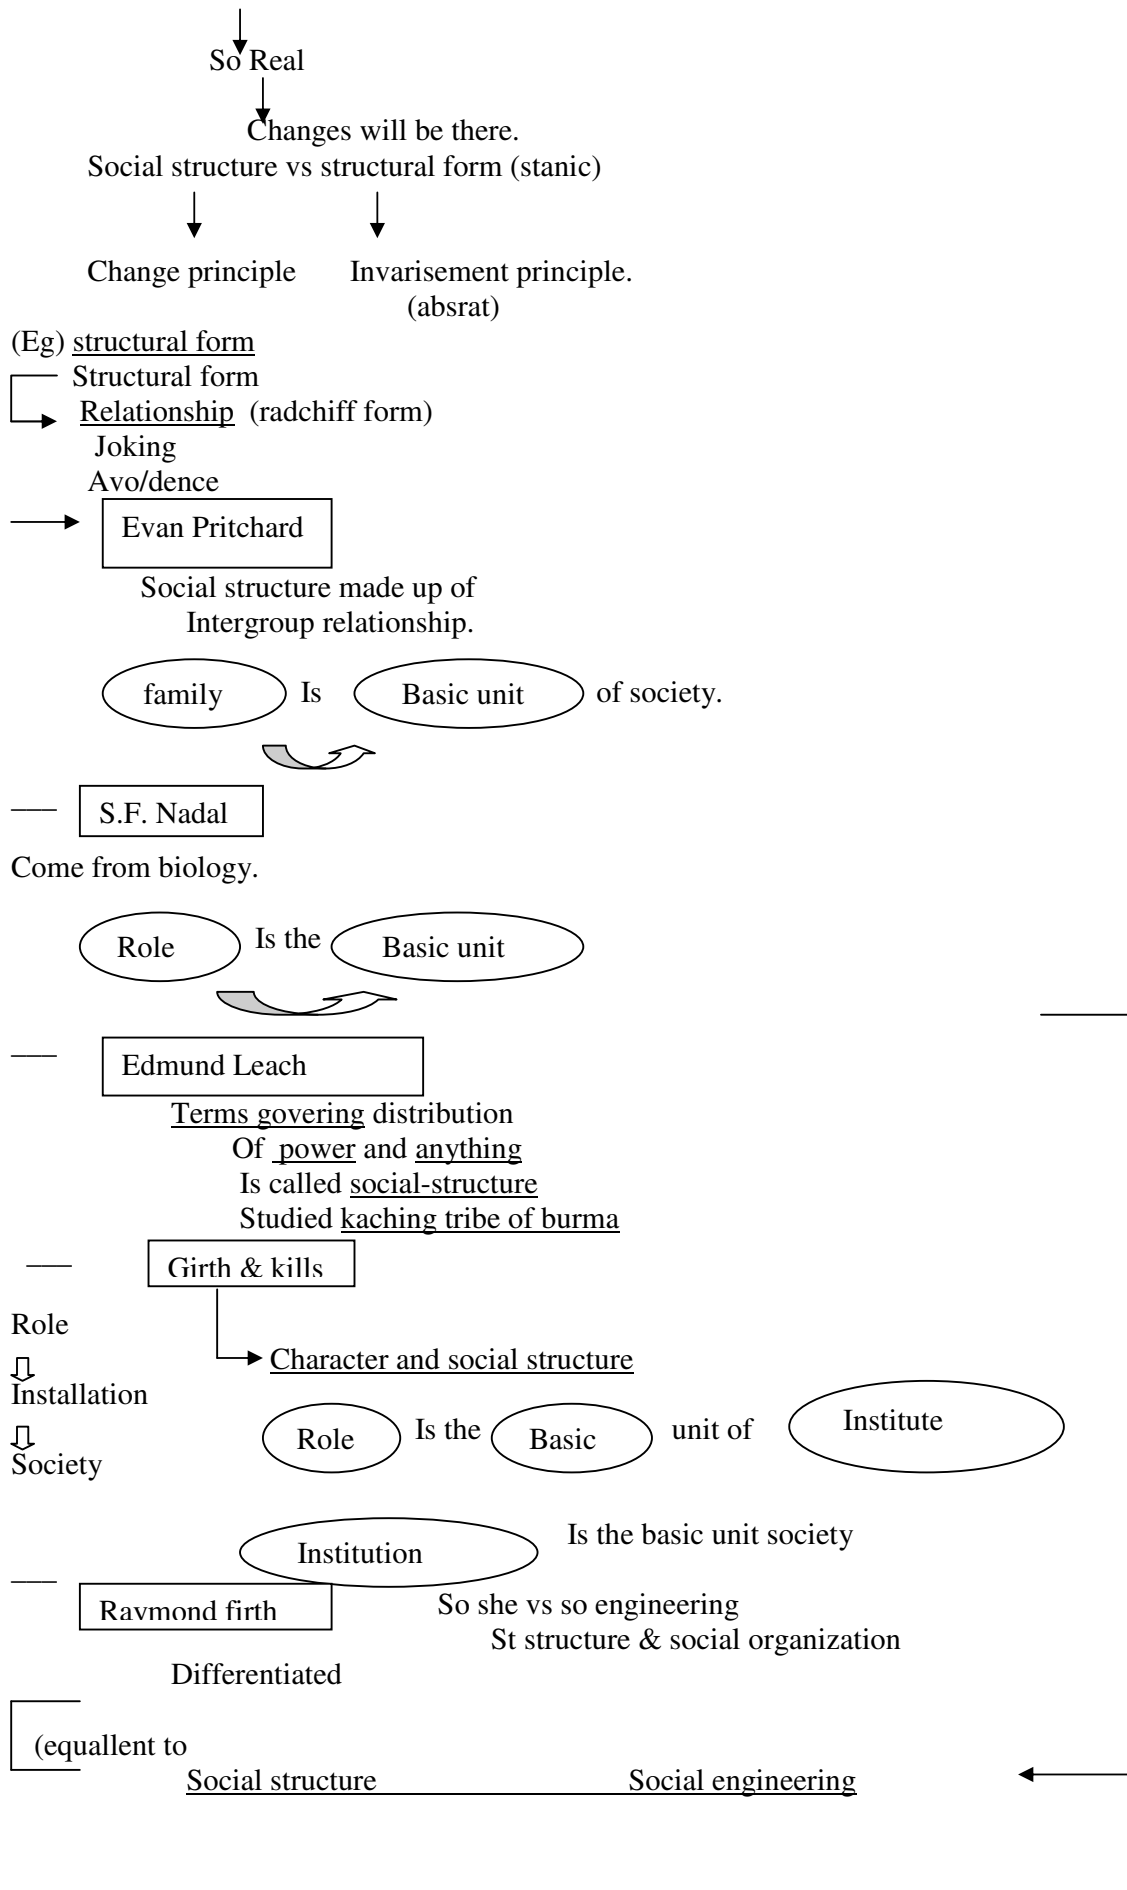 So Real
Changes will be there.
Social structure vs structural form (stanic)
Change principle Invarisement principle.
(absrat)
(Eg) structural form
Structural form
Relationship (radchiff form)
Joking
Avo/dence
Evan Pritchard
Social structure made up of
Intergroup relationship.
family Is Basic unit of society.
S.F. Nadal
Come from biology.
Role Is the Basic unit
Edmund Leach
Terms govering distribution
Of power and anything
Is called social-structure
Studied kaching tribe of burma
Girth & kills
Role
Character and social structure
Installation
Role Is the Basic unit of Institute
Society
Institution Is the basic unit society
Raymond firth So she vs so engineering
St structure & social organization
Differentiated
(equallent to
Social structure Social engineering